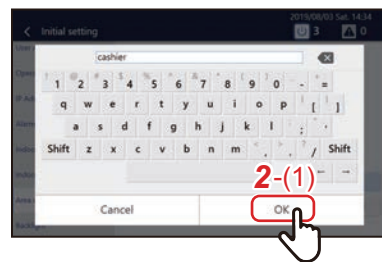 2019/08/03 Sat. 14:34
Initial setting 3 0
cashier
1 2 3 4 5 6 7 8 9 0 - =
q w e r t y u i o p [ ]
a s d f g h j k l ; '
Shift z x c v b n m , . / Shift
← →
2-(1)
Cancel OK